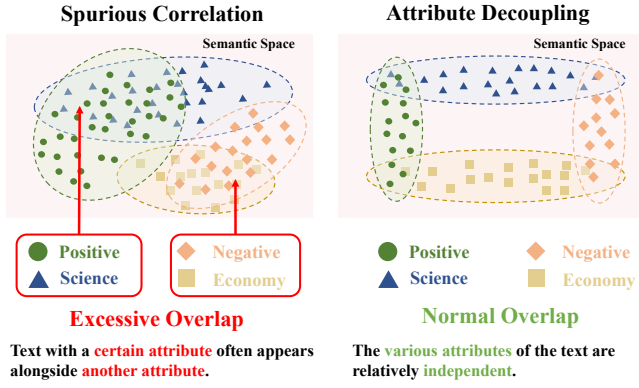 Spurious Correlation
Semantic Space
Positive
Negative
Science
Economy
Excessive Overlap
Text with a certain attribute often appears
alongside another attribute.
Attribute Decoupling
Semantic Space
Positive
Negative
Science
Economy
Normal Overlap
The various attributes of the text are
relatively independent.